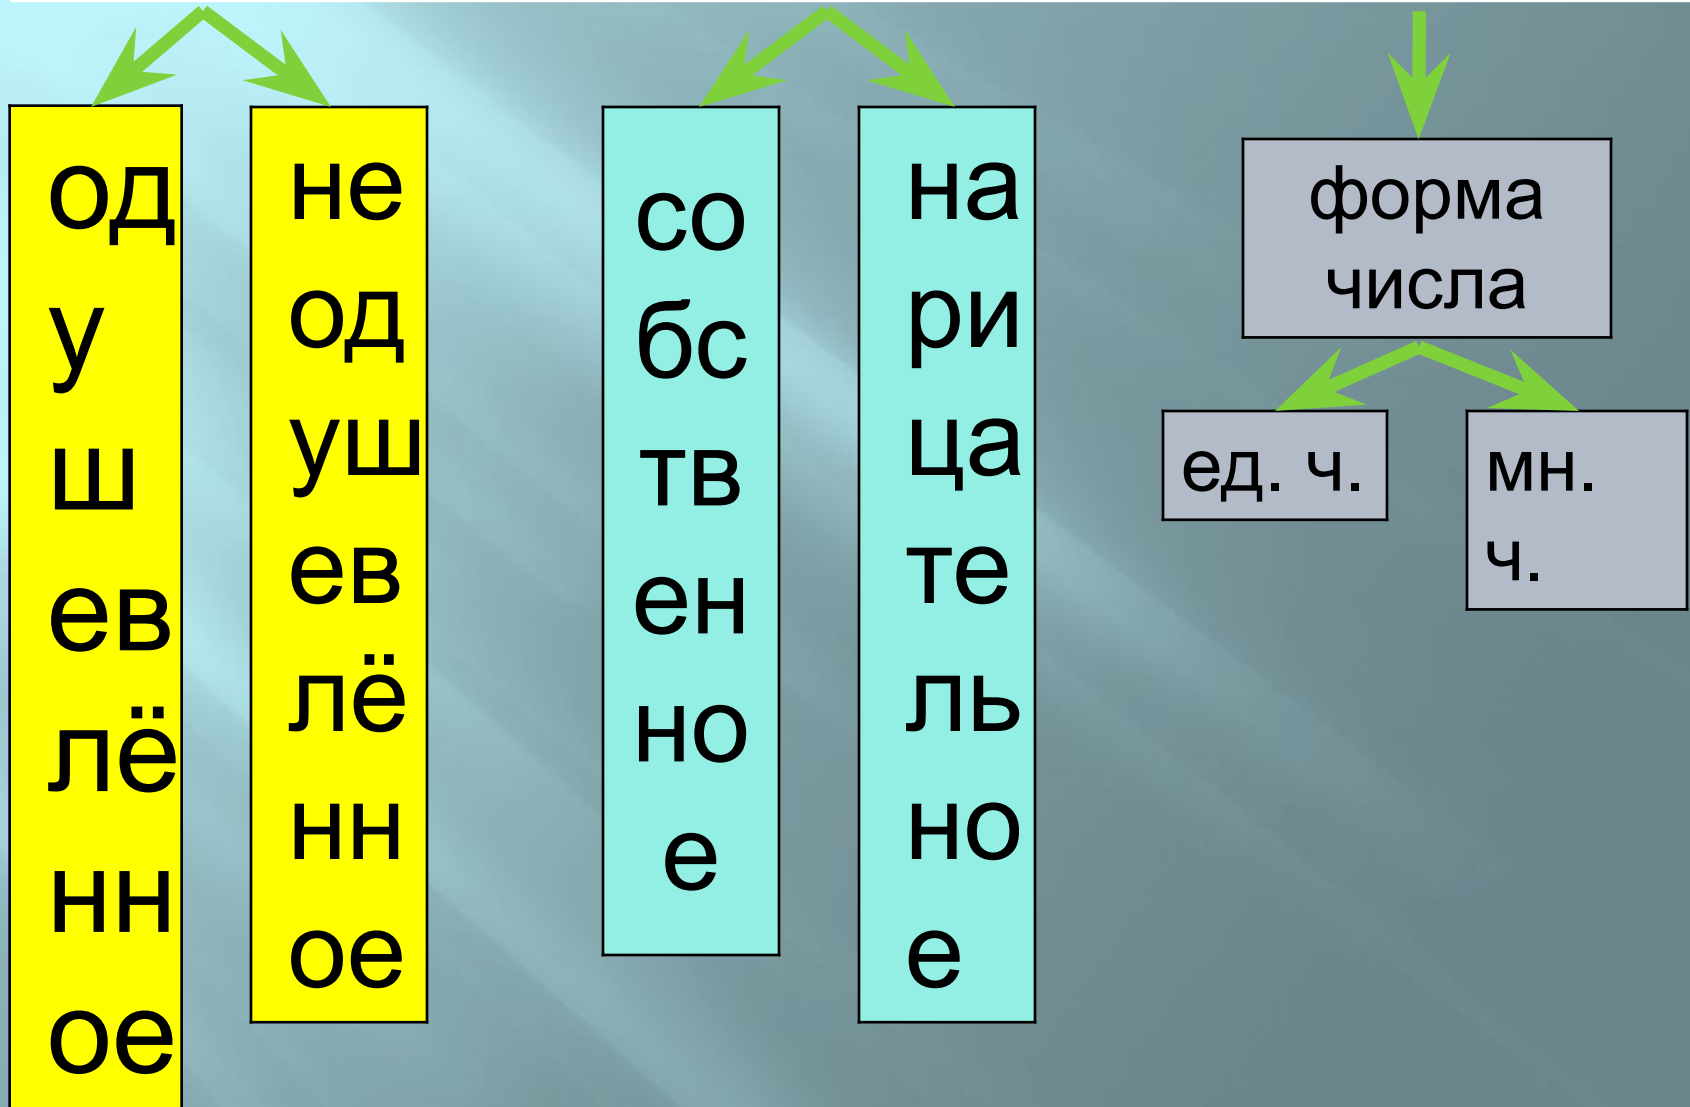 од
у
ш
ев
лё
нн
ое
не
од
уш
ев
лё
нн
ое
со
бс
тв
ен
но
е
на
ри
ца
те
ль
но
е
форма
числа
ед. ч.
мн.
ч.